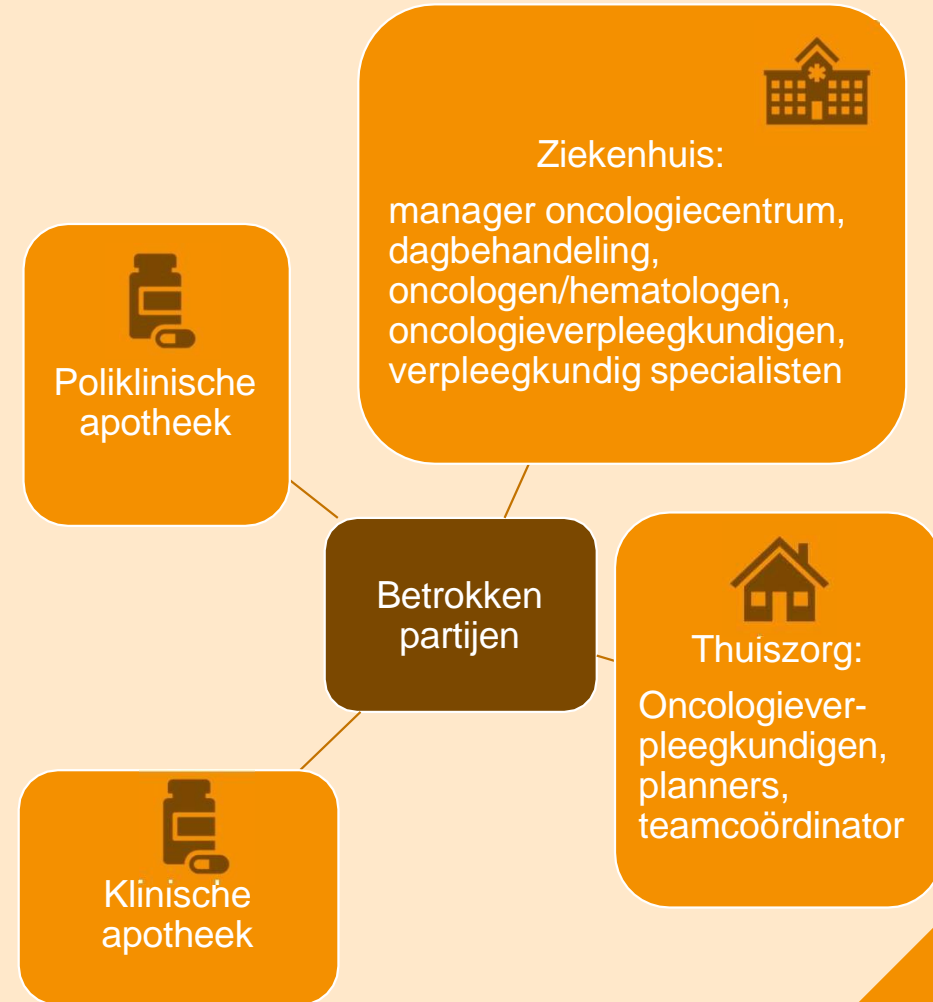 Ziekenhuis:
manager oncologiecentrum,
dagbehandeling,
oncologen/hematologen,
oncologieverpleegkundigen,
verpleegkundig specialisten
Poliklinische
apotheek
Betrokken
partijen
Thuiszorg:
Oncologiever-
pleegkundigen,
planners,
teamcoördinator
Klinische
apotheek